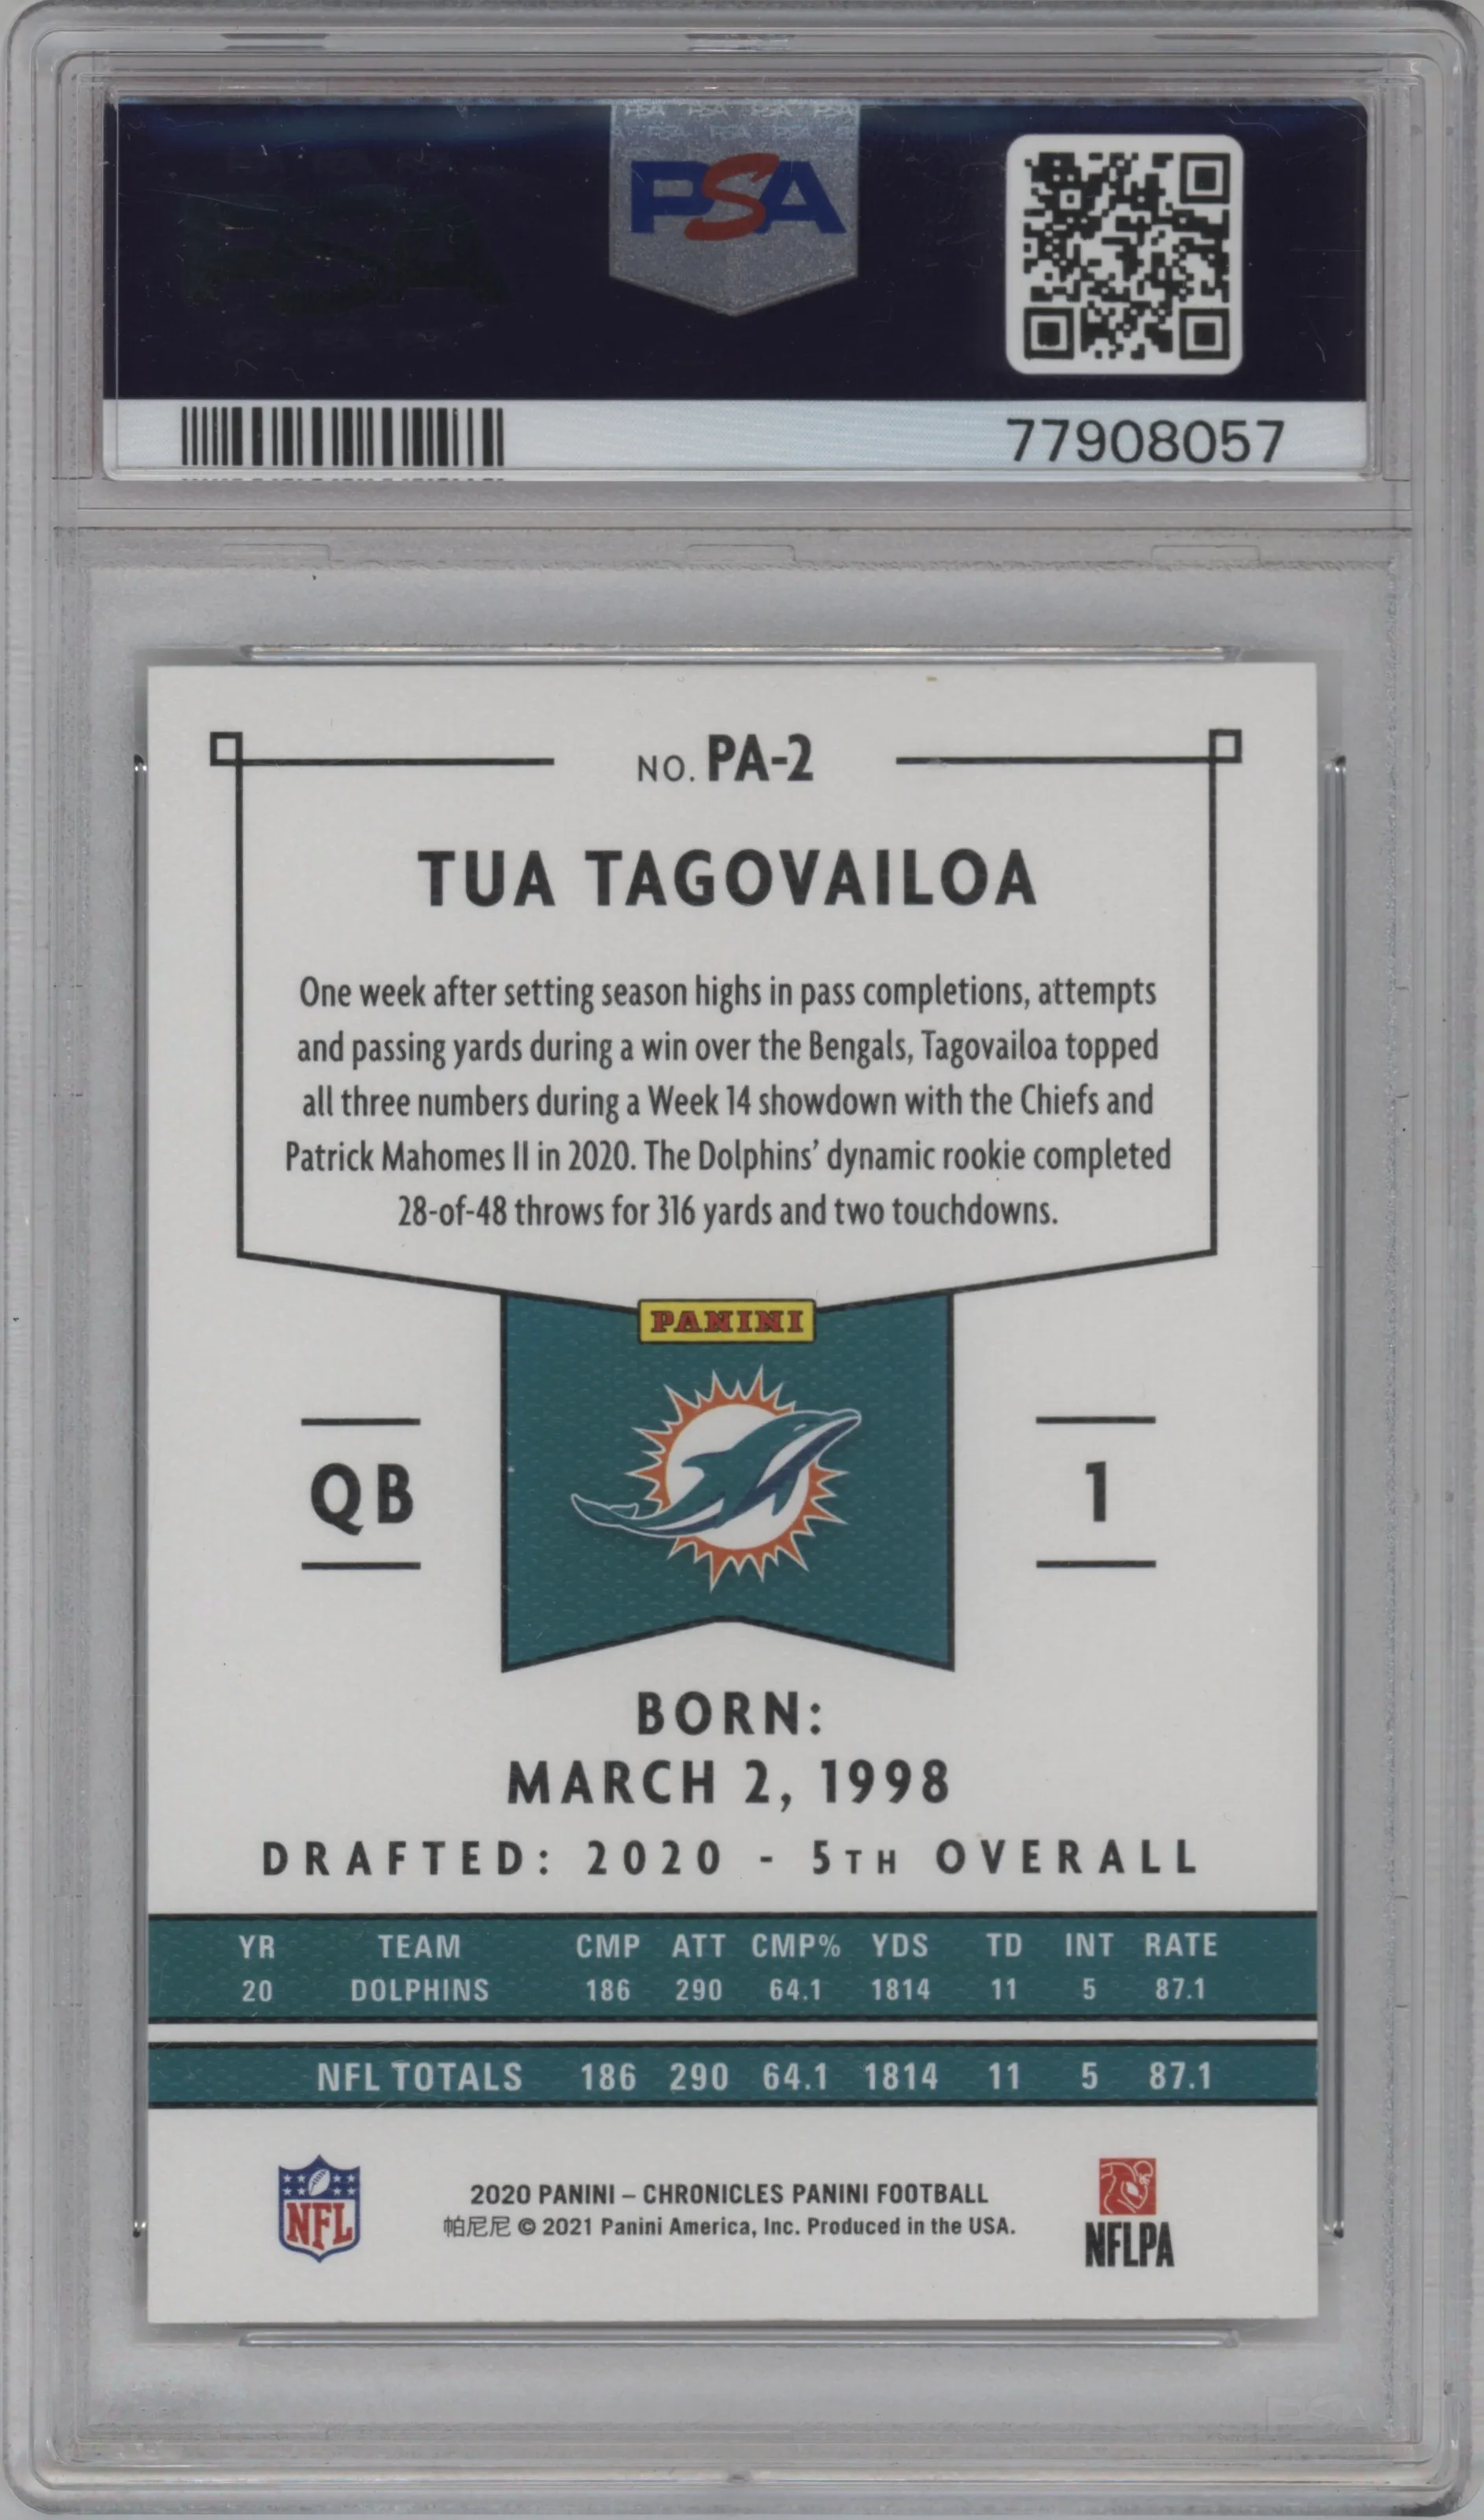 PSA
77908057
NO. PA-2
TUA TAGOVAILOA
One week after setting season highs in pass completions, attempts
and passing yards during a win over the Bengals, Tagovailoa topped
all three numbers during a Week 14 showdown with the Chiefs and
Patrick Mahomes II in 2020. The Dolphins' dynamic rookie completed
28-of-48 throws for 316 yards and two touchdowns.
PANINI
QB
1
BORN:
MARCH 2, 1998
DRAFTED: 2020 - 5TH OVERALL
YR TEAM CMP ATT CMP% YDS TD INT RATE
20 DOLPHINS 186 290 64.1 1814 11 5 87.1
NFL TOTALS 186 290 64.1 1814 11 5 87.1
NFL
2020 PANINI – CHRONICLES PANINI FOOTBALL
帕尼尼 © 2021 Panini America, Inc. Produced in the USA.
NFLPA